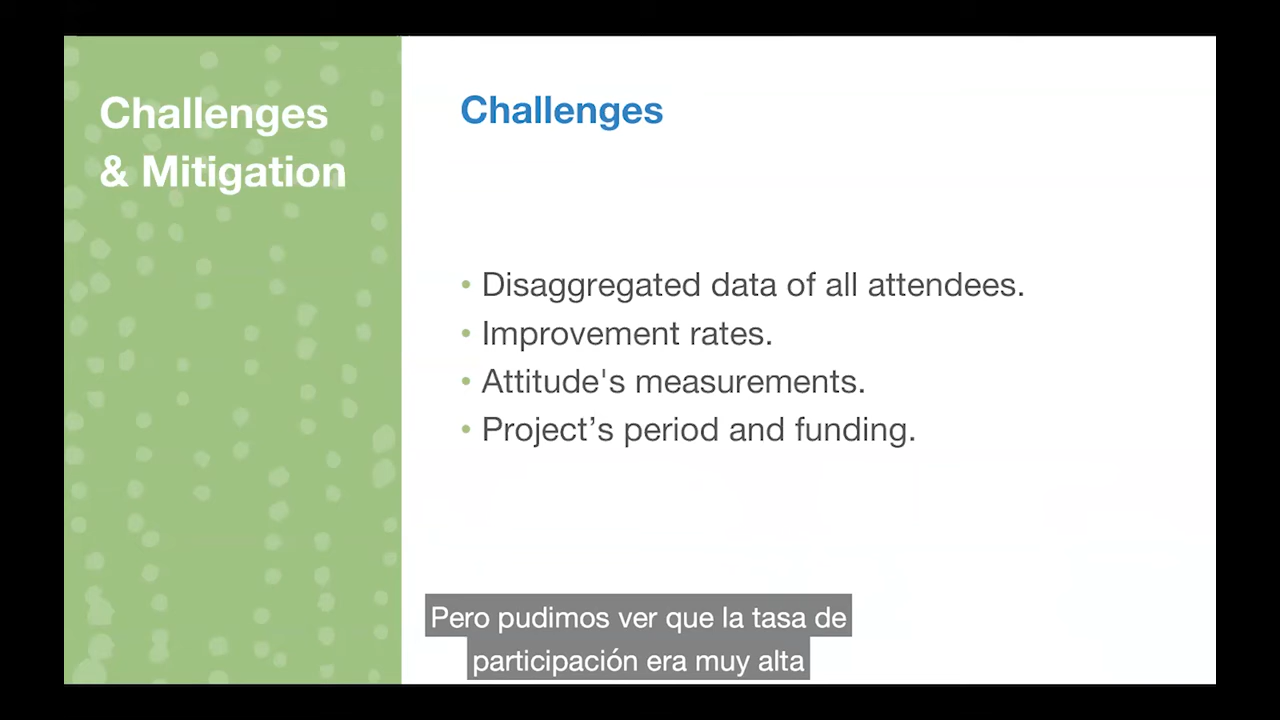 Challenges
& Mitigation
Challenges
• Disaggregated data of all attendees.
• Improvement rates.
• Attitude's measurements.
• Project’s period and funding.
Pero pudimos ver que la tasa de
participación era muy alta